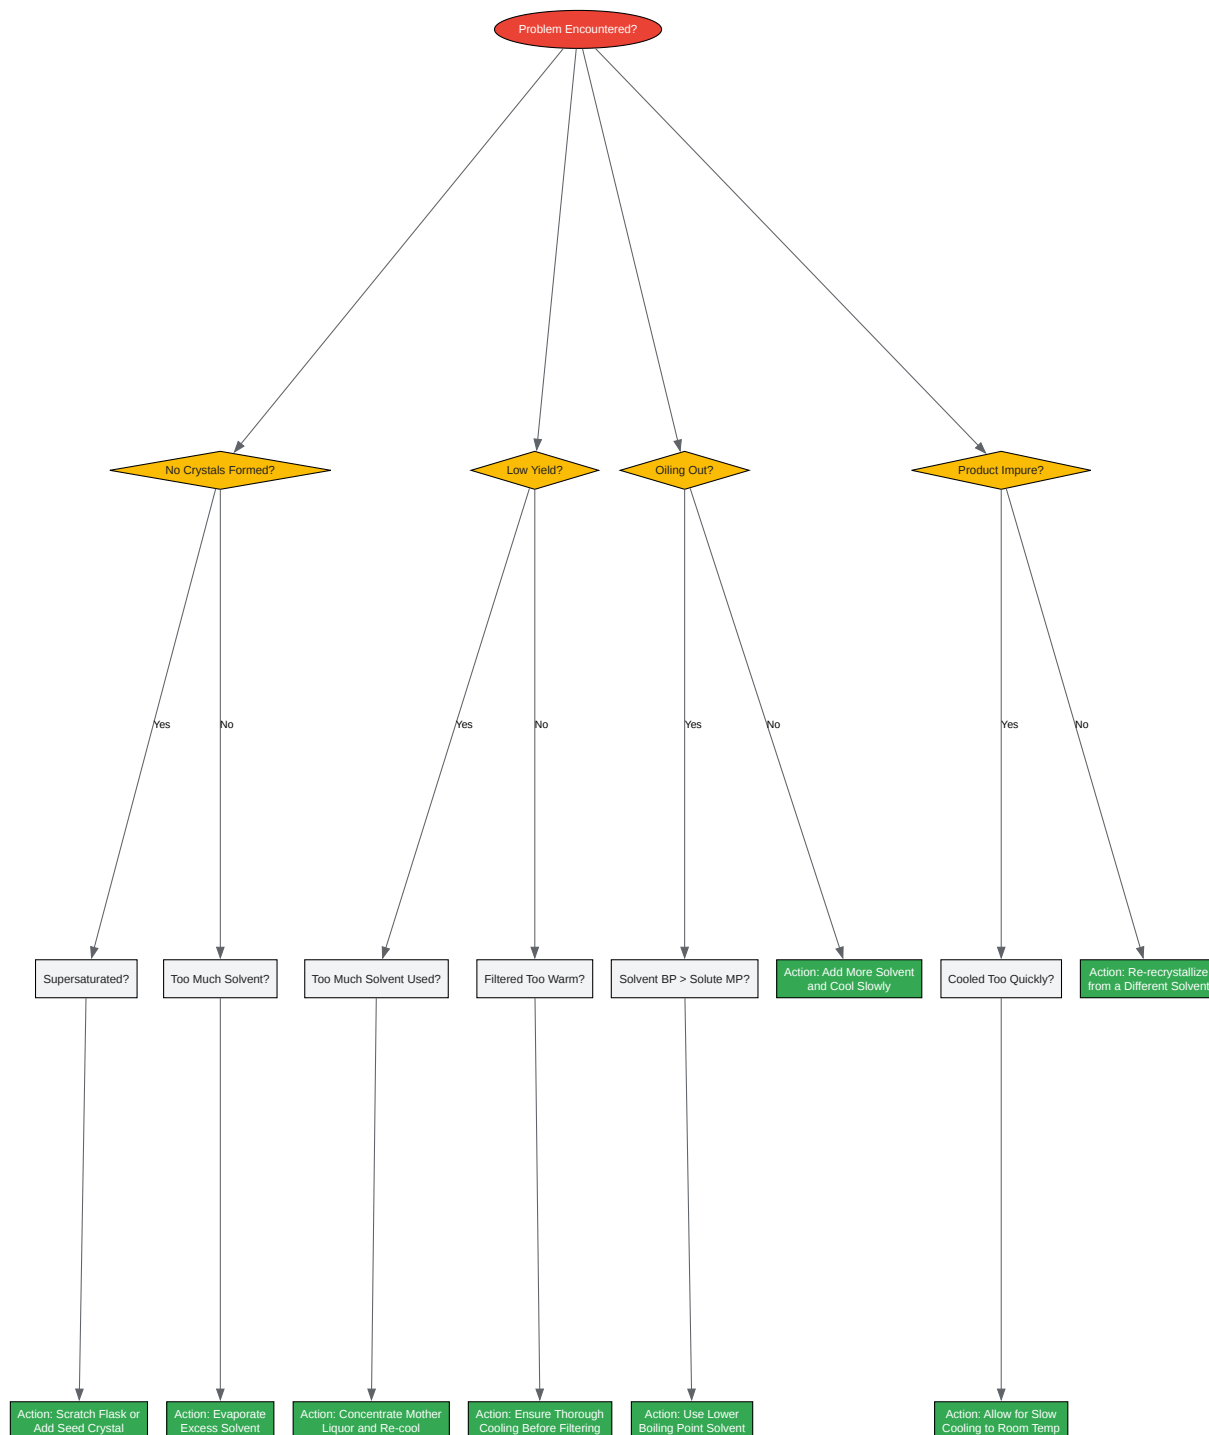 Problem Encountered?
No Crystals Formed?
Low Yield?
Oiling Out?
Product Impure?
Yes
No
Yes
No
Yes
No
Yes
No
Supersaturated?
Too Much Solvent?
Too Much Solvent Used?
Filtered Too Warm?
Solvent BP > Solute MP?
Action: Add More Solvent
and Cool Slowly
Cooled Too Quickly?
Action: Re-recrystallize
from a Different Solvent
Action: Scratch Flask or
Add Seed Crystal
Action: Evaporate
Excess Solvent
Action: Concentrate Mother
Liquor and Re-cool
Action: Ensure Thorough
Cooling Before Filtering
Action: Use Lower
Boiling Point Solvent
Action: Allow for Slow
Cooling to Room Temp